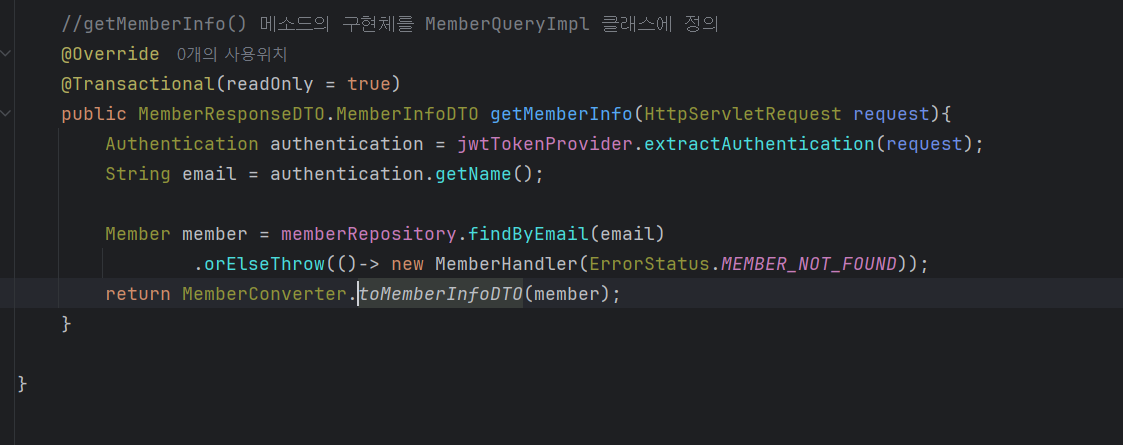 //getMemberInfo() 메소드의 구현체를 MemberQueryImpl 클래스에 정의
@Override 0개의 사용위치
@Transactional(readOnly = true)
public MemberResponseDTO.MemberInfoDTO getMemberInfo(HttpServletRequest request){
Authentication authentication = jwtTokenProvider.extractAuthentication(request);
String email = authentication.getName();
Member member = memberRepository.findByEmail(email)
.orElseThrow(()-> new MemberHandler(ErrorStatus.MEMBER_NOT_FOUND));
return MemberConverter.toMemberInfoDTO(member);
}
}